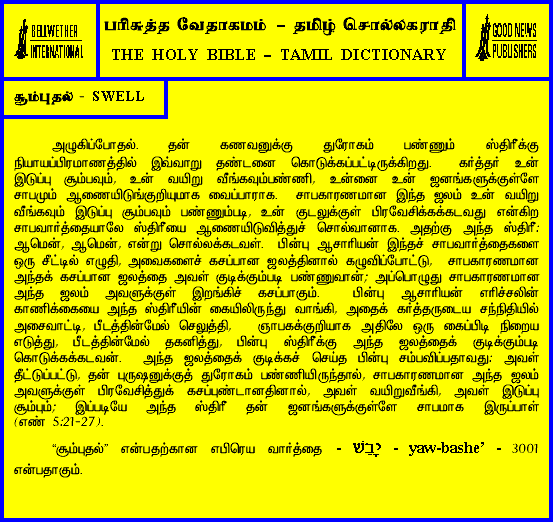 BELLWETHER
INTERNATIONAL
பரிசுத்த வேதாகமம் – தமிழ் சொல்லகராதி
THE HOLY BIBLE – TAMIL DICTIONARY
GOOD NEWS
PUBLISHERS
சூம்புதல் - SWELL
அழுகிப்போதல். தன் கணவனுக்கு துரோகம் பண்ணும் ஸ்திரீக்கு
நியாயப்பிரமாணத்தில் இவ்வாறு தண்டனை கொடுக்கப்பட்டிருக்கிறது. கர்த்தர் உன்
இடுப்பு சூம்பவும், உன் வயிறு வீங்கவும்பண்ணி, உன்னை உன் ஜனங்களுக்குள்ளே
சாபமும் ஆணையிடுங்குறியுமாக வைப்பாராக. சாபகாரணமான இந்த ஜலம் உன் வயிறு
வீங்கவும் இடுப்பு சூம்பவும் பண்ணும்படி, உன் குடலுக்குள் பிரவேசிக்கக்கடவது என்கிற
சாபவார்த்தையாலே ஸ்திரீயை ஆணையிடுவித்துச் சொல்வானாக. அதற்கு அந்த ஸ்திரீ:
ஆமென், ஆமென், என்று சொல்லக்கடவள். பின்பு ஆசாரியன் இந்தச் சாபவார்த்தைகளை
ஒரு சீட்டில் எழுதி, அவைகளைச் கசப்பான ஜலத்தினால் கழுவிப்போட்டு, சாபகாரணமான
அந்தக் கசப்பான ஜலத்தை அவள் குடிக்கும்படி பண்ணுவான்; அப்பொழுது சாபகாரணமான
அந்த ஜலம் அவளுக்குள் இறங்கிச் கசப்பாகும். பின்பு ஆசாரியன் எரிச்சலின்
காணிக்கையை அந்த ஸ்திரீயின் கையிலிருந்து வாங்கி, அதைக் கர்த்தருடைய சந்நிதியில்
அசைவாட்டி, பீடத்தின்மேல் செலுத்தி, ஞாபகக்குறியாக அதிலே ஒரு கைப்பிடி நிறைய
எடுத்து, பீடத்தின்மேல் தகனித்து, பின்பு ஸ்திரீக்கு அந்த ஜலத்தைக் குடிக்கும்படி
கொடுக்கக்கடவன். அந்த ஜலத்தைக் குடிக்கச் செய்த பின்பு சம்பவிப்பதாவது: அவள்
தீட்டுப்பட்டு, தன் புருஷனுக்குத் துரோகம் பண்ணியிருந்தால், சாபகாரணமான அந்த ஜலம்
அவளுக்குள் பிரவேசித்துக் கசப்புண்டானதினால், அவள் வயிறுவீங்கி, அவள் இடுப்பு
சூம்பும்; இப்படியே அந்த ஸ்திரீ தன் ஜனங்களுக்குள்ளே சாபமாக இருப்பாள்
(எண் 5:21-27).
“சூம்புதல்” என்பதற்கான எபிரெய வார்த்தை - יָבֵשׁ - yaw-bashe’ - 3001
என்பதாகும்.